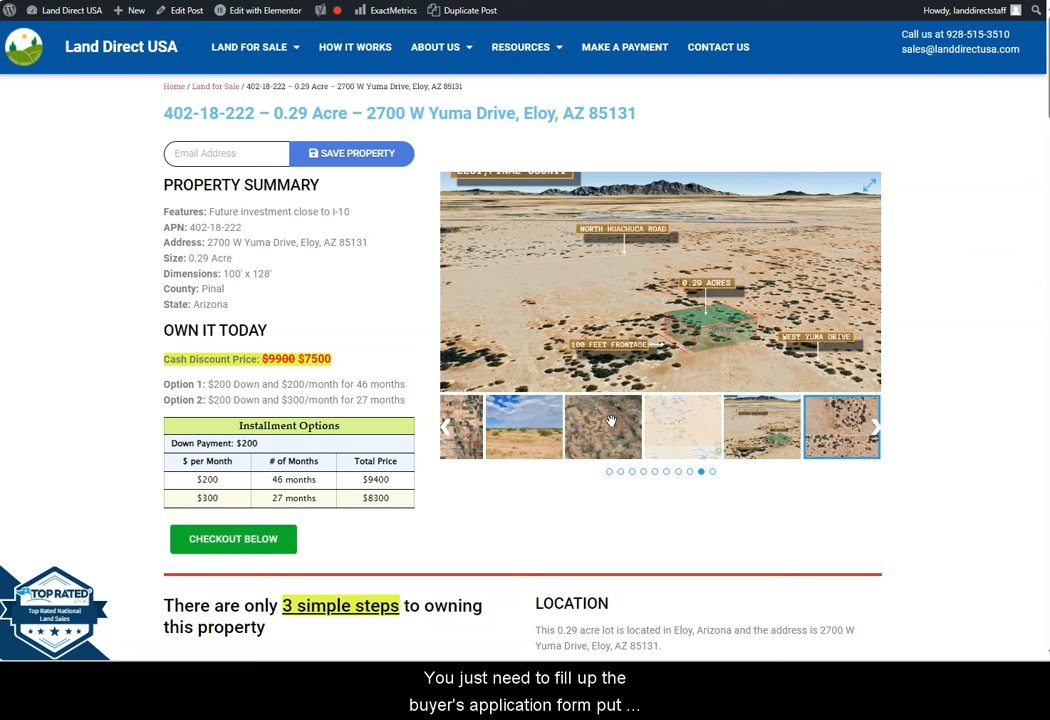 Land Direct USA
New
Edit Post
Edit with Elementor
ExactMetrics
Duplicate Post
Howdy, landdirectstaff
Land Direct USA
LAND FOR SALE
HOW IT WORKS
ABOUT US
RESOURCES
MAKE A PAYMENT
CONTACT US
Call us at 928-515-3510
sales@landdirectusa.com
Home / Land for Sale / 402-18-222 – 0.29 Acre – 2700 W Yuma Drive, Eloy, AZ 85131
402-18-222 – 0.29 Acre – 2700 W Yuma Drive, Eloy, AZ 85131
Email Address
SAVE PROPERTY
PROPERTY SUMMARY
Features: Future investment close to I-10
APN: 402-18-222
Address: 2700 W Yuma Drive, Eloy, AZ 85131
Size: 0.29 Acre
Dimensions: 100' x 128'
County: Pinal
State: Arizona
OWN IT TODAY
Cash Discount Price: $9900 $7500
Option 1: $200 Down and $200/month for 46 months
Option 2: $200 Down and $300/month for 27 months
Installment Options
Down Payment: $200
$ per Month # of Months Total Price
$200 46 months $9400
$300 27 months $8300
CHECKOUT BELOW
ELOY, PINAL COUNTY
NORTH HUACHUCA ROAD
0.29 ACRES
100 FEET FRONTAGE
WEST YUMA DRIVE
TOP RATED
Top Rated National
Land Sales
There are only 3 simple steps to owning
this property
LOCATION
This 0.29 acre lot is located in Eloy, Arizona and the address is 2700 W
Yuma Drive, Eloy, AZ 85131.
You just need to fill up the
buyer's application form put ...